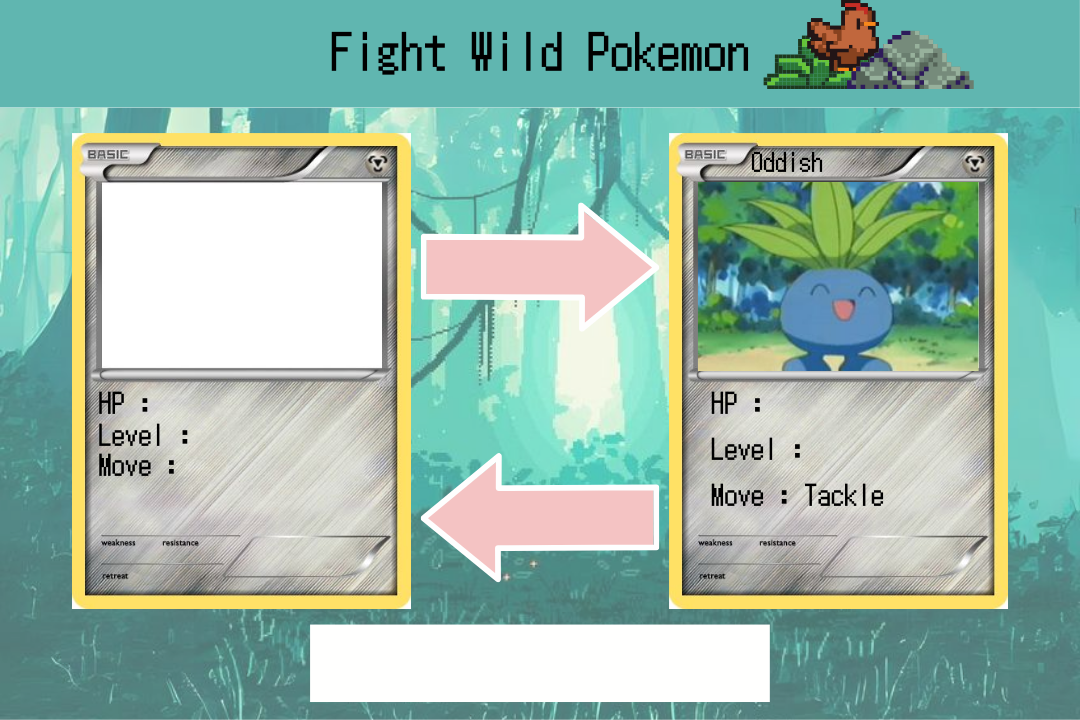 Fight Wild Pokemon
BASIC
HP :
Level :
Move :
weakness resistance
retreat
BASIC Oddish
HP :
Level :
Move : Tackle
weakness resistance
retreat